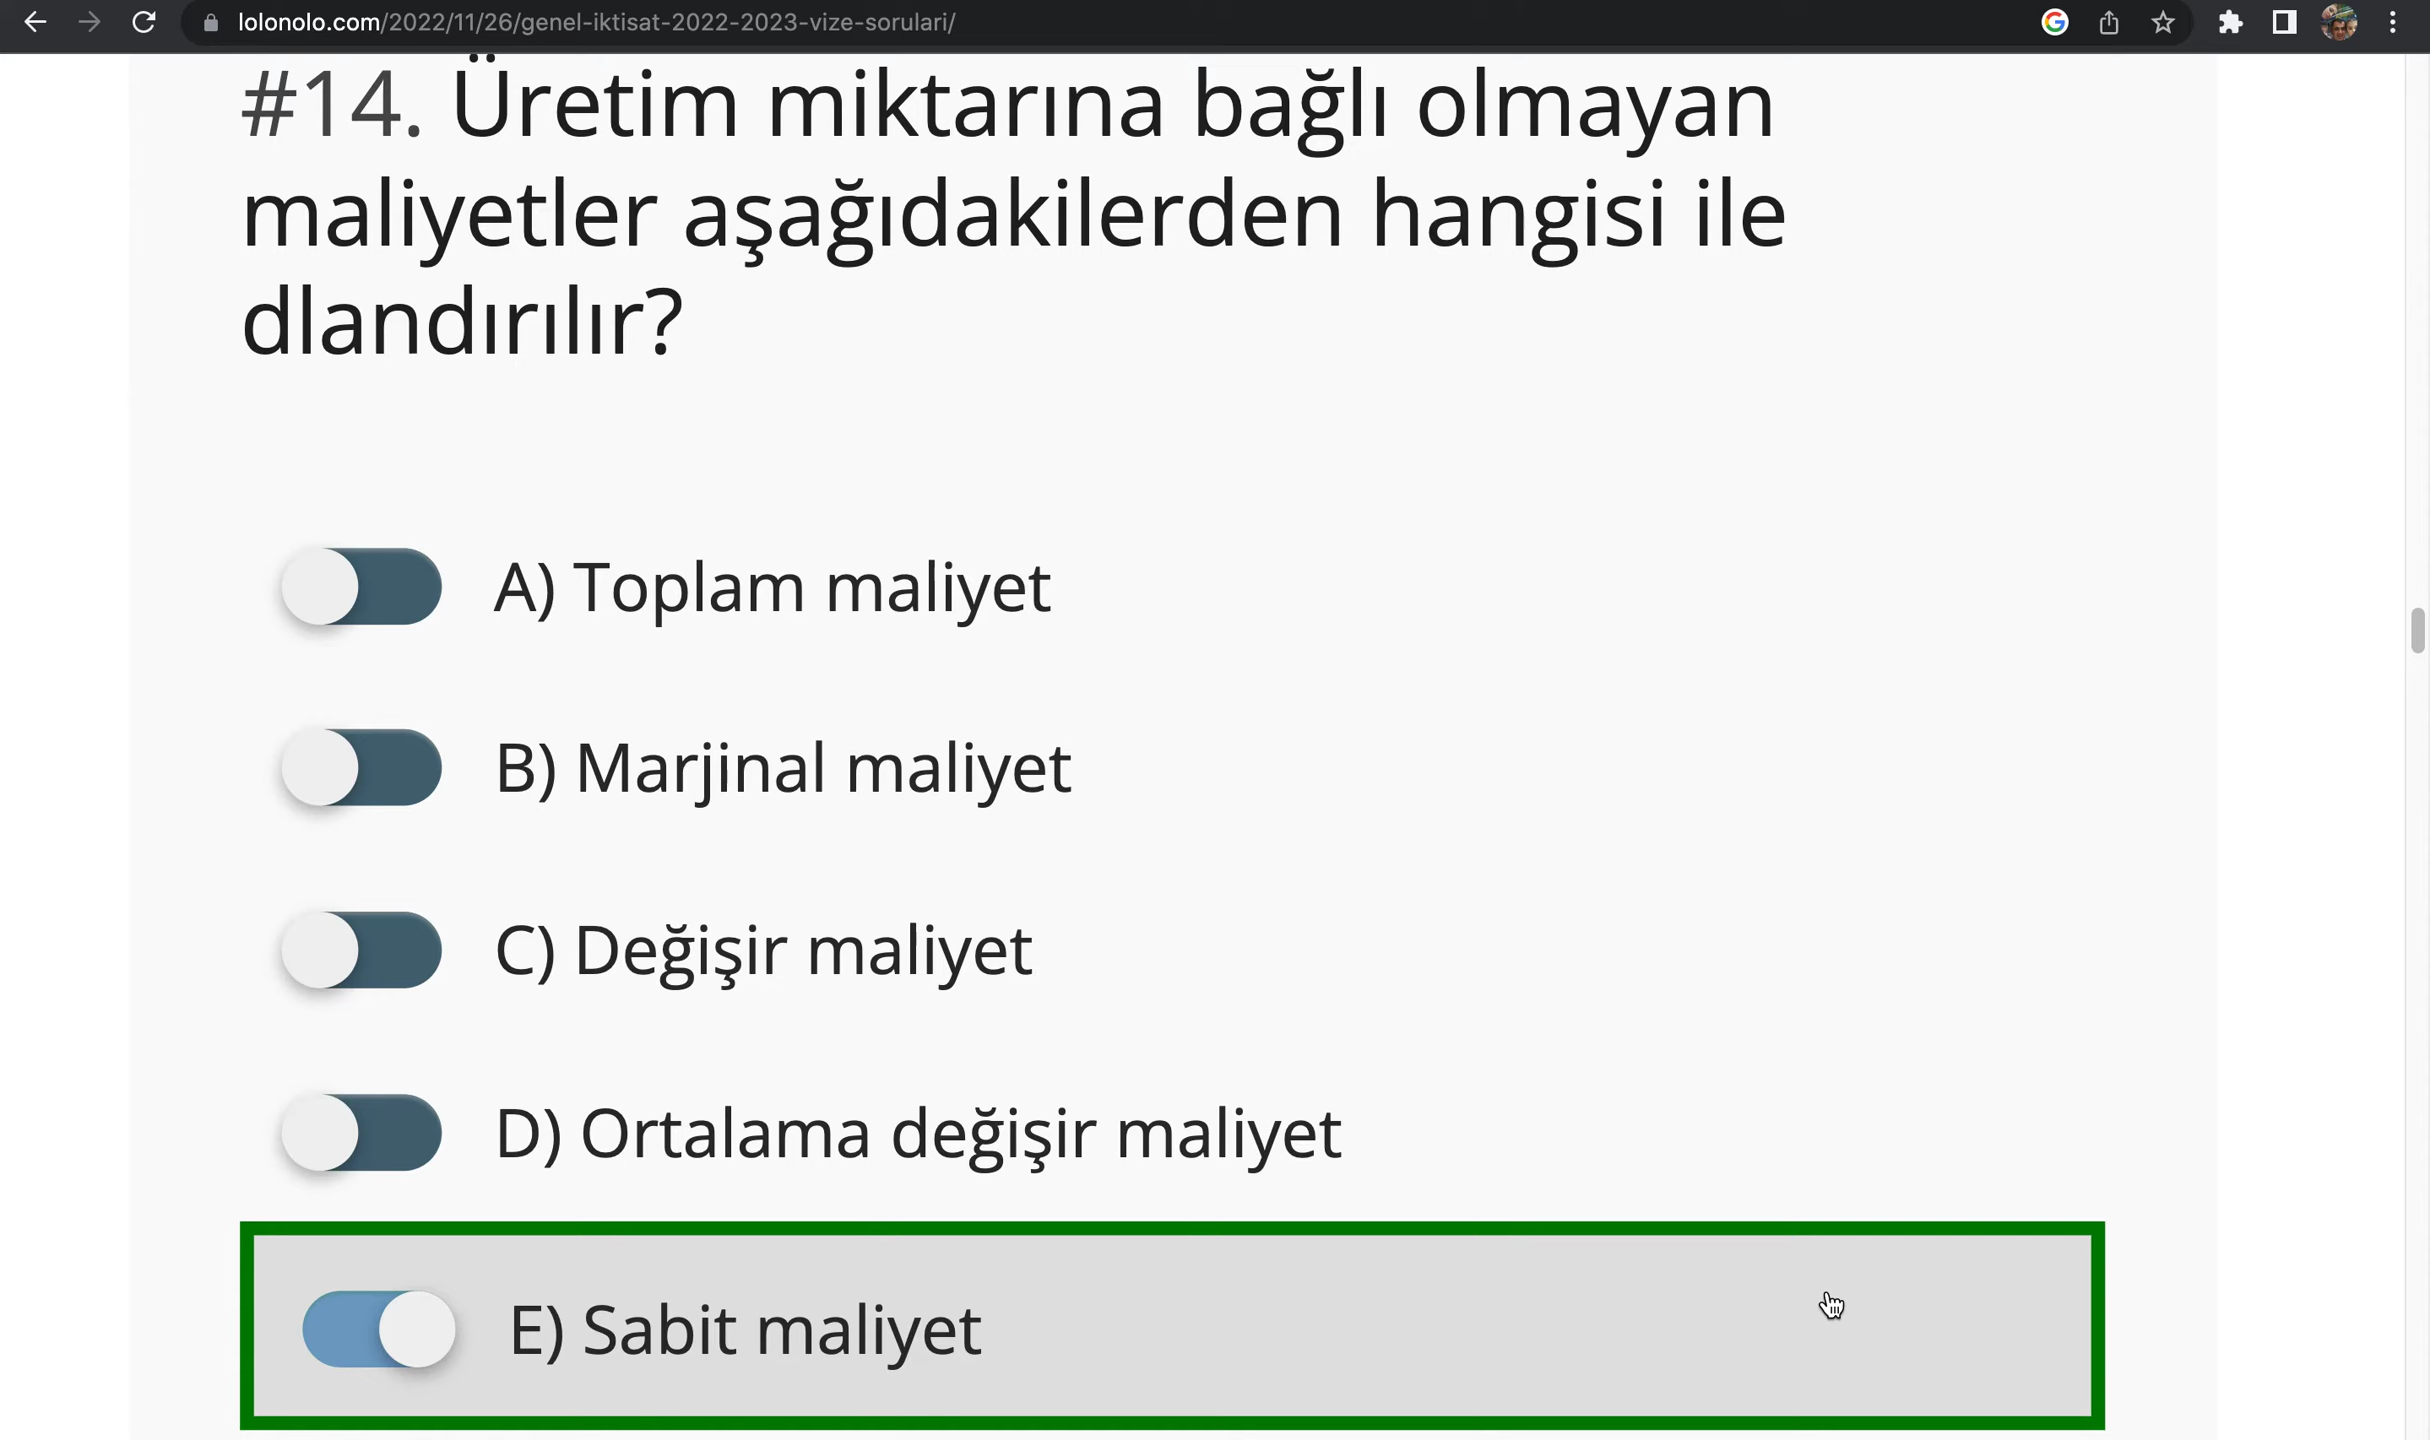 lolonolo.com/2022/11/26/genel-iktisat-2022-2023-vize-sorulari/
#14. Üretim miktarına bağlı olmayan
maliyetler aşağıdakilerden hangisi ile
dlandırılır?
A) Toplam maliyet
B) Marjinal maliyet
C) Değişir maliyet
D) Ortalama değişir maliyet
E) Sabit maliyet